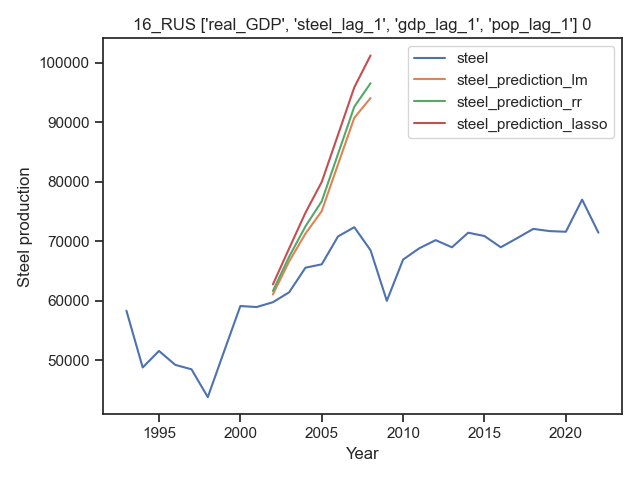 16_RUS ['real_GDP', 'steel_lag_1', 'gdp_lag_1', 'pop_lag_1'] 0
steel
steel_prediction_lm
steel_prediction_rr
steel_prediction_lasso
Steel production
100000
90000
80000
70000
60000
50000
1995
2000
2005
2010
2015
2020
Year